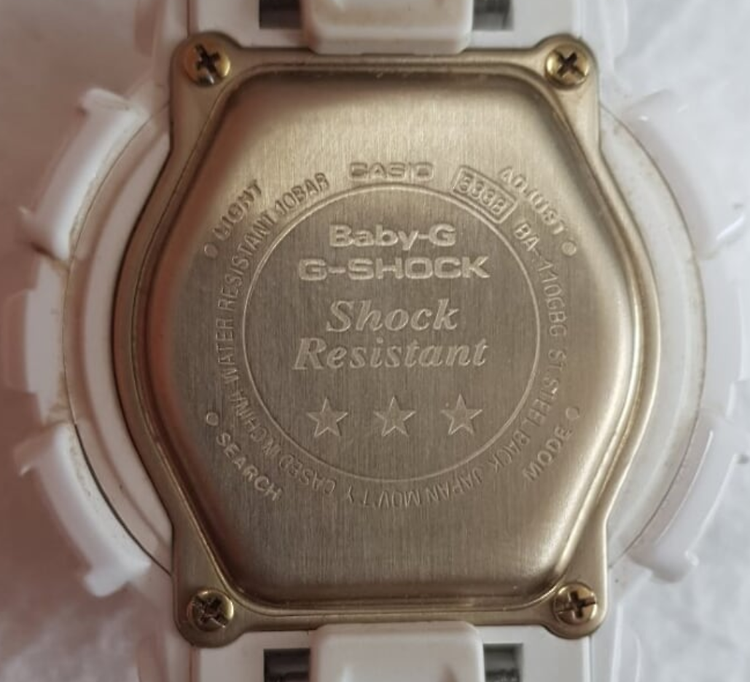 CASIO
5338 BA-110GBG ST.STEEL BACK JAPAN MOV'T Y CASED IN CHINA WATER RESISTANT 10BAR
LIGHT
ADJUST
Baby-G
G-SHOCK
Shock
Resistant
SEARCH
MODE